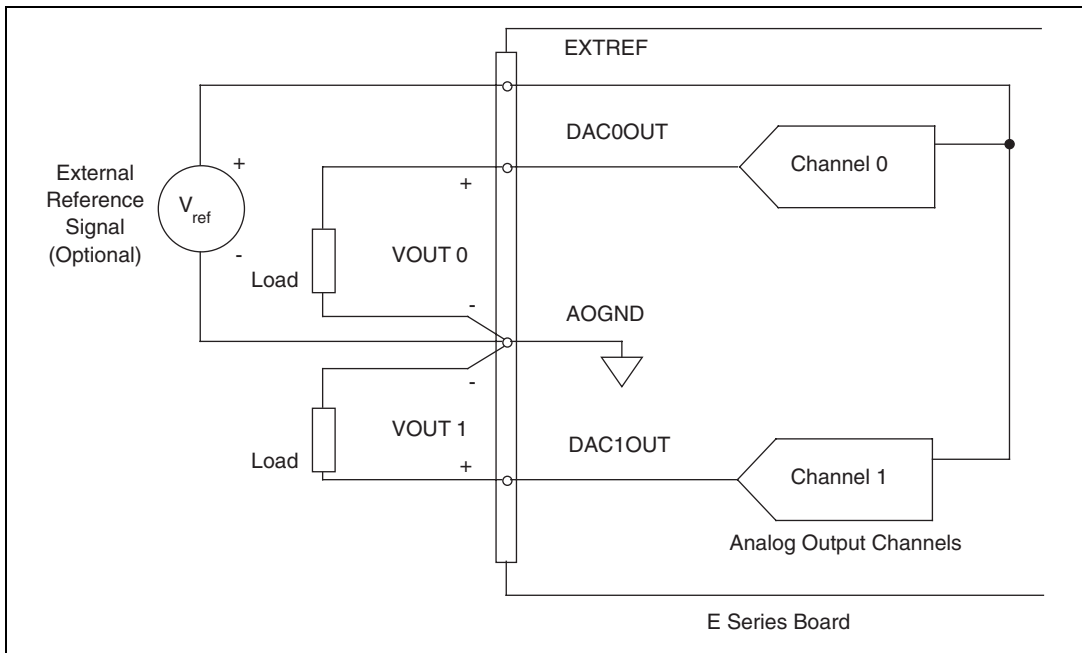 EXTREF
DAC0OUT
Channel 0
External
Reference
Signal
(Optional)
+
V ref
-
+
VOUT 0
Load
-
AOGND
-
VOUT 1
Load
+
DAC1OUT
Channel 1
Analog Output Channels
E Series Board